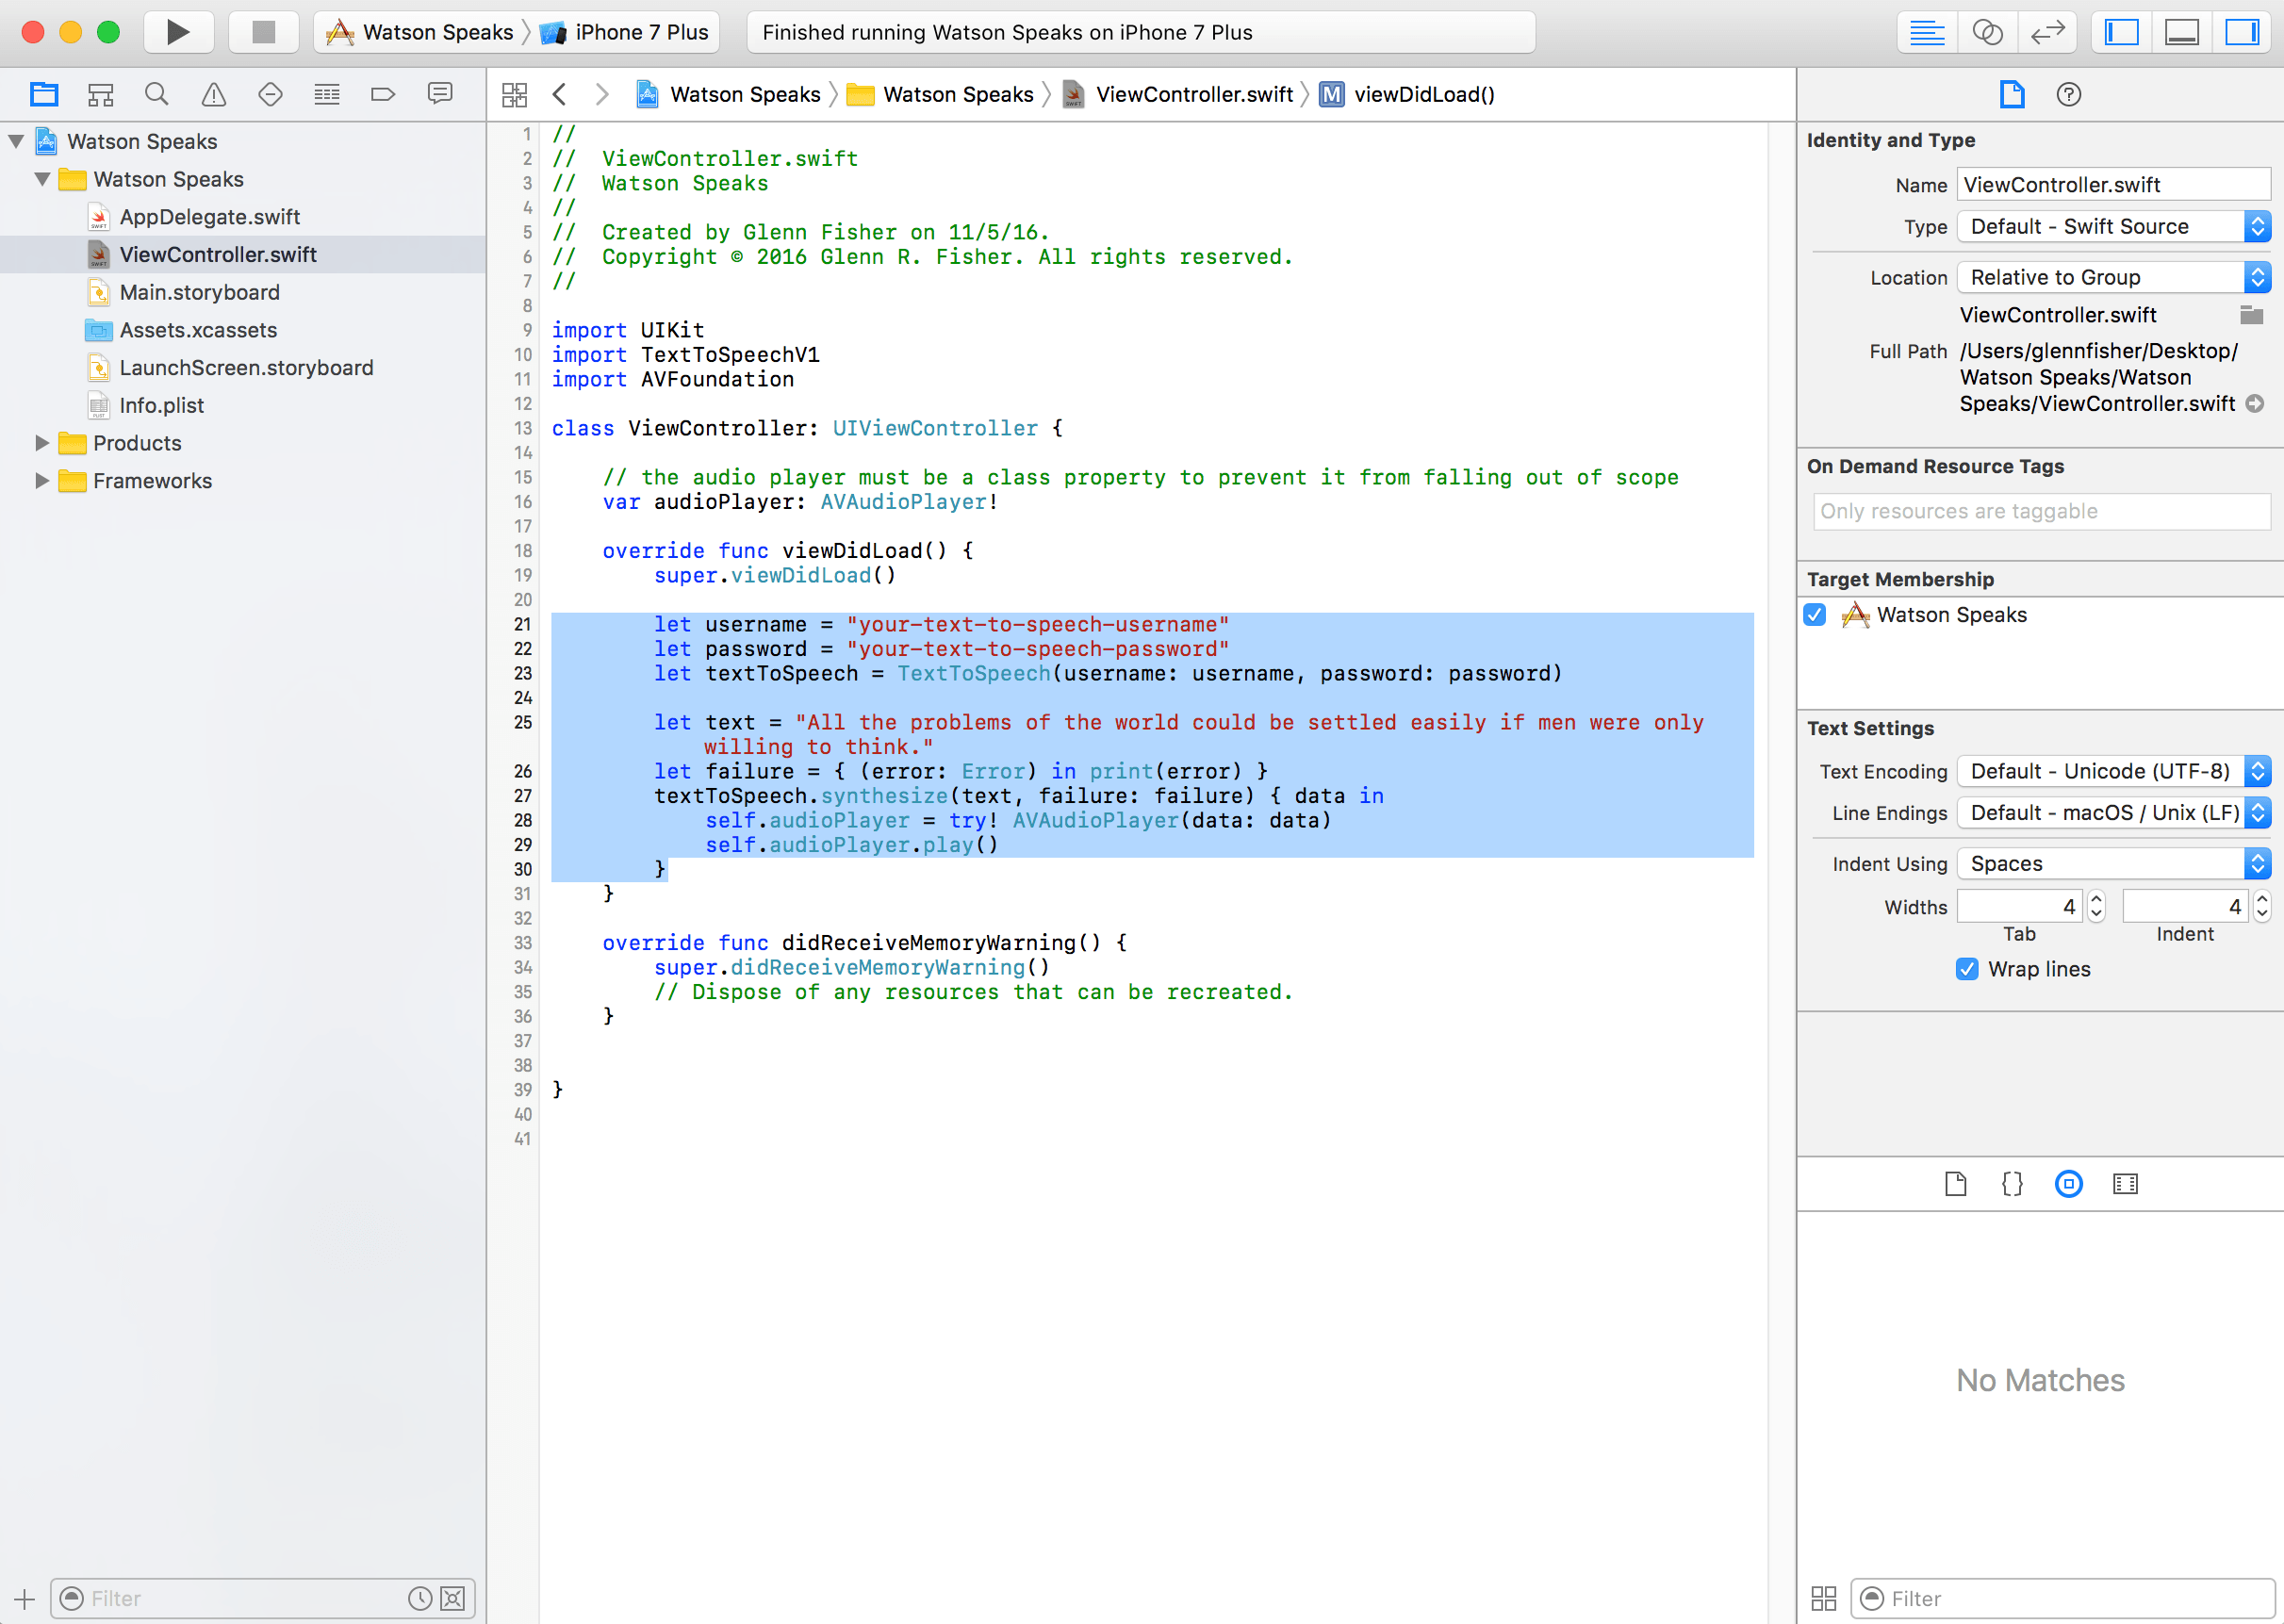 Watson Speaks
iPhone 7 Plus
Finished running Watson Speaks on iPhone 7 Plus
Watson Speaks
Watson Speaks
ViewController.swift
M
viewDidLoad()
Watson Speaks
Watson Speaks
AppDelegate.swift
ViewController.swift
Main.storyboard
Assets.xcassets
LaunchScreen.storyboard
Info.plist
Products
Frameworks
Filter
1 //
2 //  ViewController.swift
3 //  Watson Speaks
4 //
5 //  Created by Glenn Fisher on 11/5/16.
6 //  Copyright © 2016 Glenn R. Fisher. All rights reserved.
7 //
8
9 import UIKit
10 import TextToSpeechV1
11 import AVFoundation
12
13 class ViewController: UIViewController {
14
15     // the audio player must be a class property to prevent it from falling out of scope
16     var audioPlayer: AVAudioPlayer!
17
18     override func viewDidLoad() {
19         super.viewDidLoad()
20
21         let username = "your-text-to-speech-username"
22         let password = "your-text-to-speech-password"
23         let textToSpeech = TextToSpeech(username: username, password: password)
24
25         let text = "All the problems of the world could be settled easily if men were only
willing to think."
26         let failure = { (error: Error) in print(error) }
27         textToSpeech.synthesize(text, failure: failure) { data in
28             self.audioPlayer = try! AVAudioPlayer(data: data)
29             self.audioPlayer.play()
30         }
31     }
32
33     override func didReceiveMemoryWarning() {
34         super.didReceiveMemoryWarning()
35         // Dispose of any resources that can be recreated.
36     }
37
38
39 }
40
41
Identity and Type
Name ViewController.swift
Type Default - Swift Source
Location Relative to Group
ViewController.swift
Full Path /Users/glennfisher/Desktop/
Watson Speaks/Watson
Speaks/ViewController.swift
On Demand Resource Tags
Only resources are taggable
Target Membership
Watson Speaks
Text Settings
Text Encoding Default - Unicode (UTF-8)
Line Endings Default - macOS / Unix (LF)
Indent Using Spaces
Widths 4 4
Tab Indent
Wrap lines
{}
No Matches
Filter